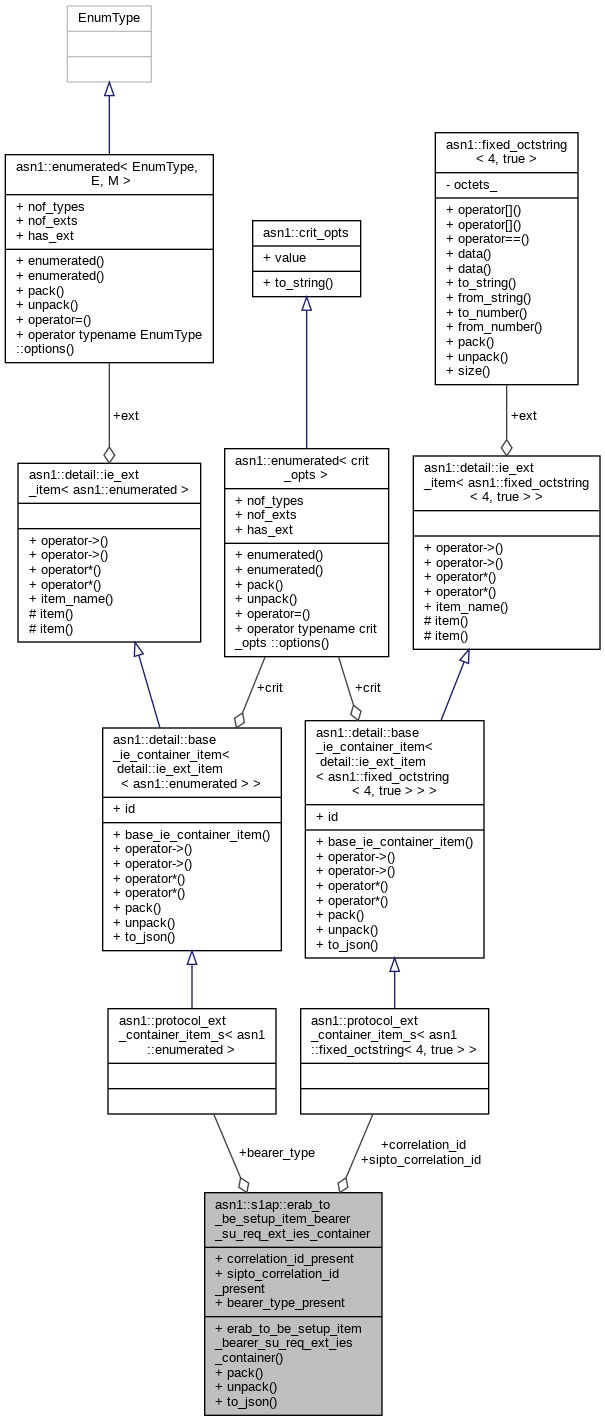 EnumType
asn1::enumerated< EnumType,
E, M >
+ nof_types
+ nof_exts
+ has_ext
+ enumerated()
+ enumerated()
+ pack()
+ unpack()
+ operator=()
+ operator typename EnumType
::options()
asn1::crit_opts
+ value
+ to_string()
asn1::fixed_octstring
< 4, true >
- octets_
+ operator[]()
+ operator[]()
+ operator==()
+ data()
+ data()
+ to_string()
+ from_string()
+ to_number()
+ from_number()
+ pack()
+ unpack()
+ size()
+ext
+ext
asn1::detail::ie_ext
_item< asn1::enumerated >
+ operator->()
+ operator->()
+ operator*()
+ operator*()
+ item_name()
# item()
# item()
asn1::enumerated< crit
_opts >
+ nof_types
+ nof_exts
+ has_ext
+ enumerated()
+ enumerated()
+ pack()
+ unpack()
+ operator=()
+ operator typename crit
_opts ::options()
asn1::detail::ie_ext
_item< asn1::fixed_octstring
< 4, true > >
+ operator->()
+ operator->()
+ operator*()
+ operator*()
+ item_name()
# item()
# item()
+crit
+crit
asn1::detail::base
_ie_container_item<
detail::ie_ext_item
< asn1::enumerated > >
+ id
+ base_ie_container_item()
+ operator->()
+ operator->()
+ operator*()
+ operator*()
+ pack()
+ unpack()
+ to_json()
asn1::detail::base
_ie_container_item<
detail::ie_ext_item
< asn1::fixed_octstring
< 4, true > > >
+ id
+ base_ie_container_item()
+ operator->()
+ operator->()
+ operator*()
+ operator*()
+ pack()
+ unpack()
+ to_json()
asn1::protocol_ext
_container_item_s< asn1
::enumerated >
asn1::protocol_ext
_container_item_s< asn1
::fixed_octstring< 4, true > >
+bearer_type
+correlation_id
+sipto_correlation_id
asn1::s1ap::erab_to
_be_setup_item_bearer
_su_req_ext_ies_container
+ correlation_id_present
+ sipto_correlation_id
_present
+ bearer_type_present
+ erab_to_be_setup_item
_bearer_su_req_ext_ies
_container()
+ pack()
+ unpack()
+ to_json()